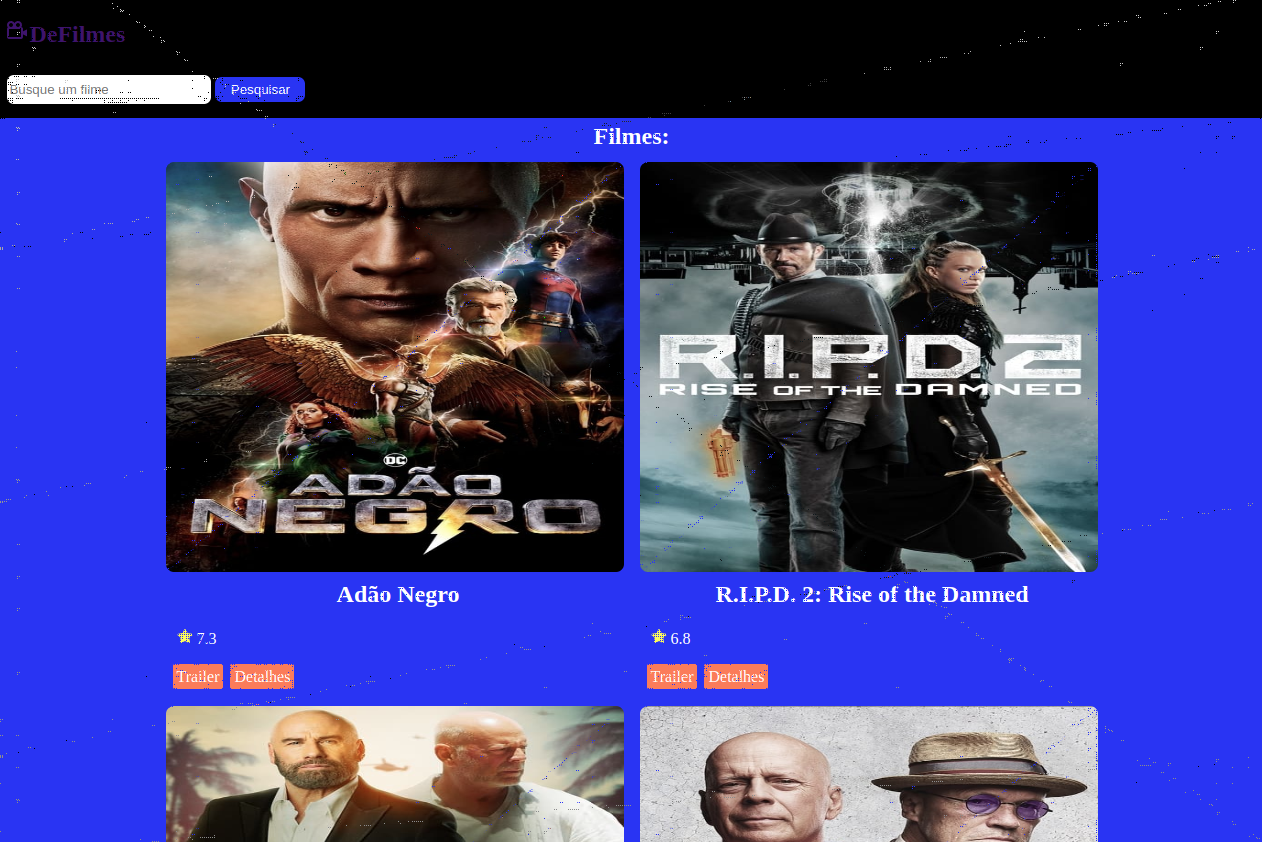 DeFilmes
Busque um filme
Pesquisar
Filmes:
DC
ADÃO
NEGRO
R.I.P.D.2
RISE OF THE DAMNED
Adão Negro
R.I.P.D. 2: Rise of the Damned
7.3
6.8
Trailer Detalhes
Trailer Detalhes